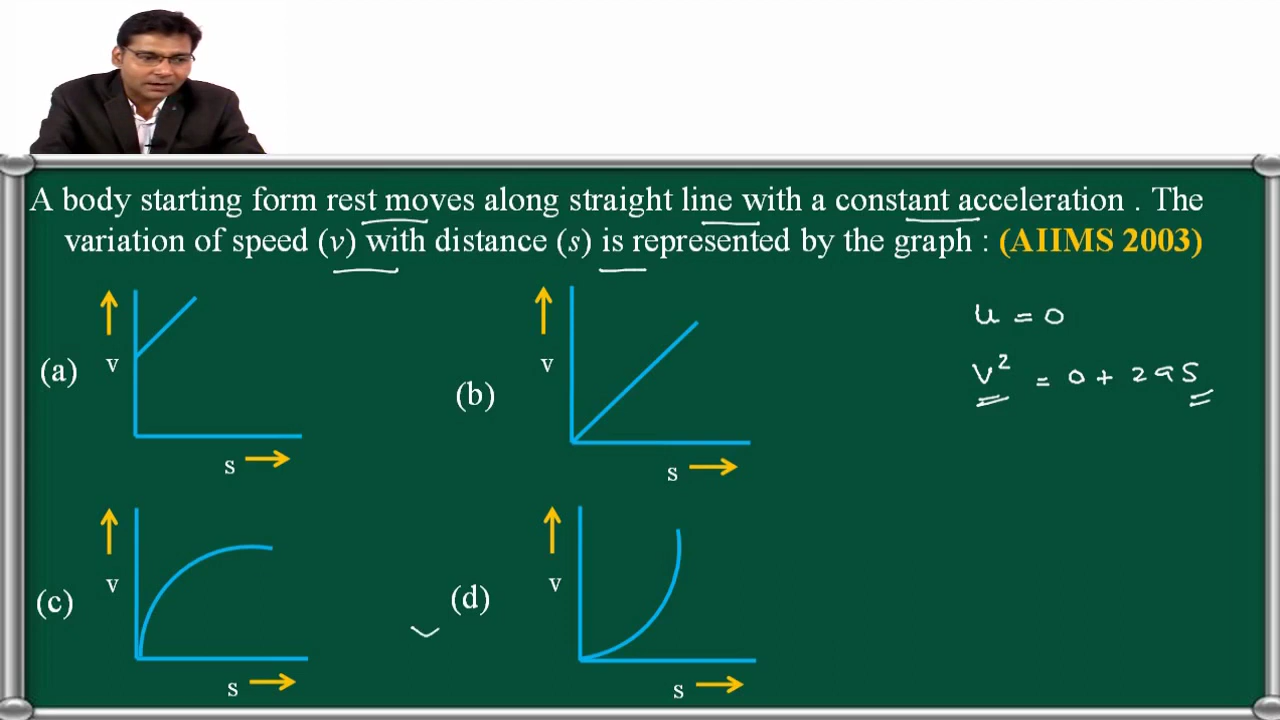 A body starting form rest moves along straight line with a constant acceleration . The
variation of speed (v) with distance (s) is represented by the graph : (AIIMS 2003)
(a)
v
s
(b)
v
s
u = 0
v² = 0 + 2as
(c)
v
s
(d)
v
s